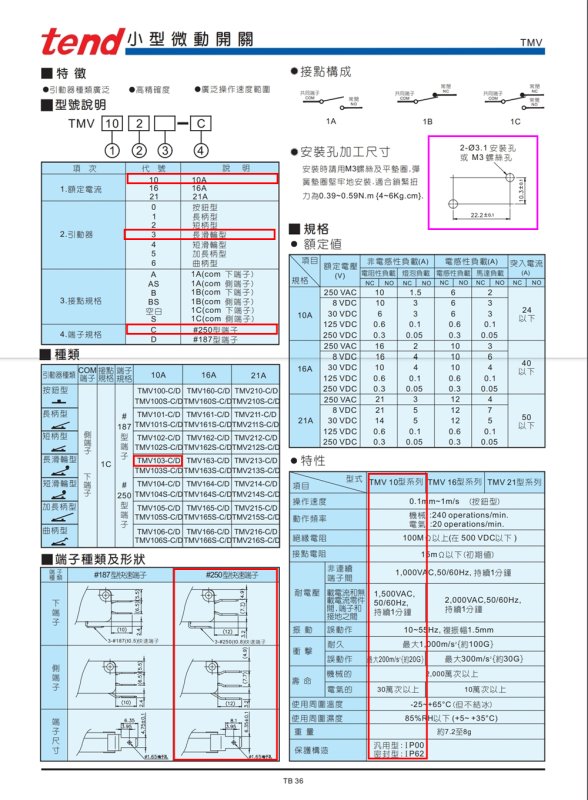 tend 小型微動開關
TMV
■ 特 徵
●引動器種類廣泛 ●高精確度 ●廣泛操作速度範圍
■ 型號說明
TMV 10 2 － C
① ② ③ ④
項 次 代 號 說 明
1.額定電流
10 10A
16 16A
21 21A
2.引動器
0 按鈕型
1 長柄型
2 短柄型
3 長滑輪型
4 短滑輪型
5 加長柄型
6 曲柄型
3.接點規格
A 1A(com 下端子)
AS 1A(com 側端子)
B 1B(com 下端子)
BS 1B(com 側端子)
空白 1C(com 下端子)
S 1C(com 側端子)
4.端子規格
C #250型端子
D #187型端子
■ 種類
引動器種類 COM端子 接點規格 端子規格 10A 16A 21A
按鈕型 TMV100-C/D TMV160-C/D TMV210-C/D
TMV100S-C/D TMV160S-C/D TMV210S-C/D
長柄型 TMV101-C/D TMV161-C/D TMV211-C/D
TMV101S-C/D TMV161S-C/D TMV211S-C/D
短柄型 TMV102-C/D TMV162-C/D TMV212-C/D
TMV102S-C/D TMV162S-C/D TMV212S-C/D
長滑輪型 TMV103-C/D TMV163-C/D TMV213-C/D
TMV103S-C/D TMV163S-C/D TMV213S-C/D
短滑輪型 TMV104-C/D TMV164-C/D TMV214-C/D
TMV104S-C/D TMV164S-C/D TMV214S-C/D
加長柄型 TMV105-C/D TMV165-C/D TMV215-C/D
TMV105S-C/D TMV165S-C/D TMV215S-C/D
曲柄型 TMV106-C/D TMV166-C/D TMV216-C/D
TMV106S-C/D TMV166S-C/D TMV216S-C/D
側端子 下端子
1C
#187型端子 #250型端子
■ 端子種類及形狀
端子種類 #187型快速端子 #250型快速端子
下端子
(10) (12)
3-#187(10.8)快速端子 3-#250(10.8)快速端子
側端子
(10) (12)
端子尺寸
6.35 8.1
3.95 3.95
● 接點構成
共同端子 COM 常開 NO
共同端子 COM 常閉 NC
共同端子 COM 常閉 NC 常開 NO
1A 1B 1C
● 安裝孔加工尺寸
安裝時請用M3螺絲及平墊圈,彈
簧墊圈堅牢地安裝,適合鎖緊扭
力為0.39~0.59N.m {4~6Kg.cm}.
2-Ø3.1安裝孔
或 M3螺絲孔
10.3±0.1
22.2±0.1
■ 規格
● 額定值
項目 規格 額定電壓 (V) 非電感性負載(A) 電感性負載(A) 突入電流 (A)
電阻性負載 燈泡負載 電感性負載 馬達負載
NC NO NC NO NC NO NC NO NC NO
10A
250 VAC 10 1.5 6 2
8 VDC 10 3 6 3
30 VDC 6 3 6 3
125 VDC 0.6 0.1 0.6 0.1
250 VDC 0.3 0.05 0.3 0.05
24以下
16A
250 VAC 16 2 10 3
8 VDC 16 4 10 6
30 VDC 10 4 10 4
125 VDC 0.6 0.1 0.6 0.1
250 VDC 0.3 0.05 0.3 0.05
40以下
21A
250 VAC 21 3 12 4
8 VDC 21 5 12 7
30 VDC 14 5 12 5
125 VDC 0.6 0.1 0.6 0.1
250 VDC 0.3 0.05 0.3 0.05
50以下
● 特性
項目 型式 TMV 10型系列 TMV 16型系列 TMV 21型系列
操作速度 0.1mm~1m/s (按鈕型)
動作頻率 機械 :240 operations/min.
電氣 :20 operations/min.
絕緣電阻 100MΩ以上(在 500 VDC以下)
接點電阻 15mΩ以下(初期值)
耐電壓 非連續端子間 1,000VAC,50/60Hz, 持續1分鐘
載電流和無載電流零件間,端子和接地之間 1,500VAC, 50/60Hz, 持續1分鐘 2,000VAC,50/60Hz, 持續1分鐘
振 動 誤動作 10~55Hz, 複振幅1.5mm
衝 擊 耐久 最大1,000m/s²{約100G}
誤動作 最大200m/s²{約20G} 最大300m/s²{約30G}
壽 命 機械的 2,000萬次以上
電氣的 30萬次以上 10萬次以上
使用周圍溫度 -25~+65°C(但不結冰)
使用周圍濕度 85%RH以下 (+5~ +35°C)
重 量 約7.2至8g
保護構造 汎用型: IP00
密封型: IP62
TB 36